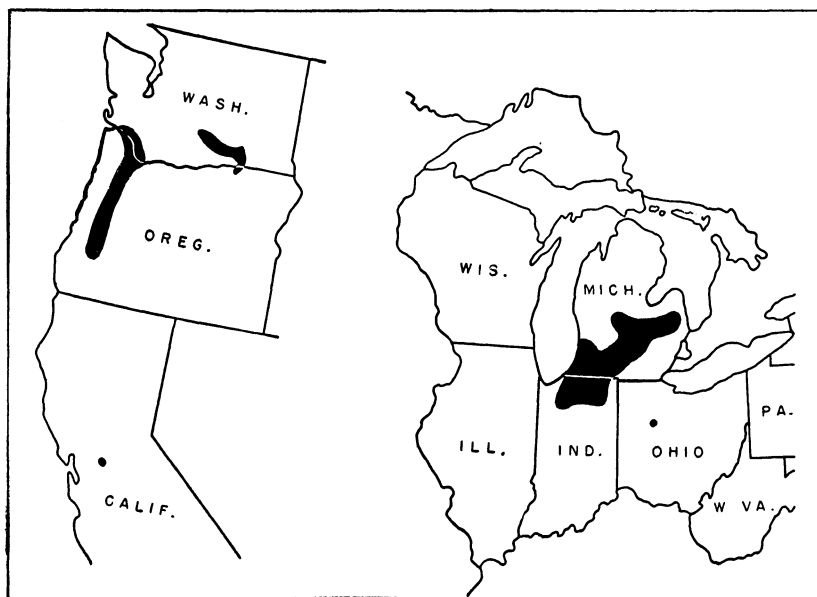 WASH.
OREG.
CALIF.
WIS.
MICH.
ILL.
IND.
OHIO
PA.
W VA.